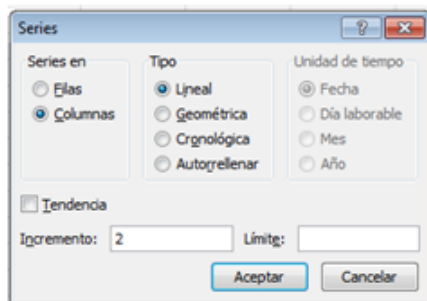 Series
Series en Tipo Unidad de tiempo
Filas Lineal Fecha
Columnas Geométrica Día laborable
Cronológica Mes
Autorrellenar Año
Tendencia
Incremento: 2 Límite:
Aceptar Cancelar